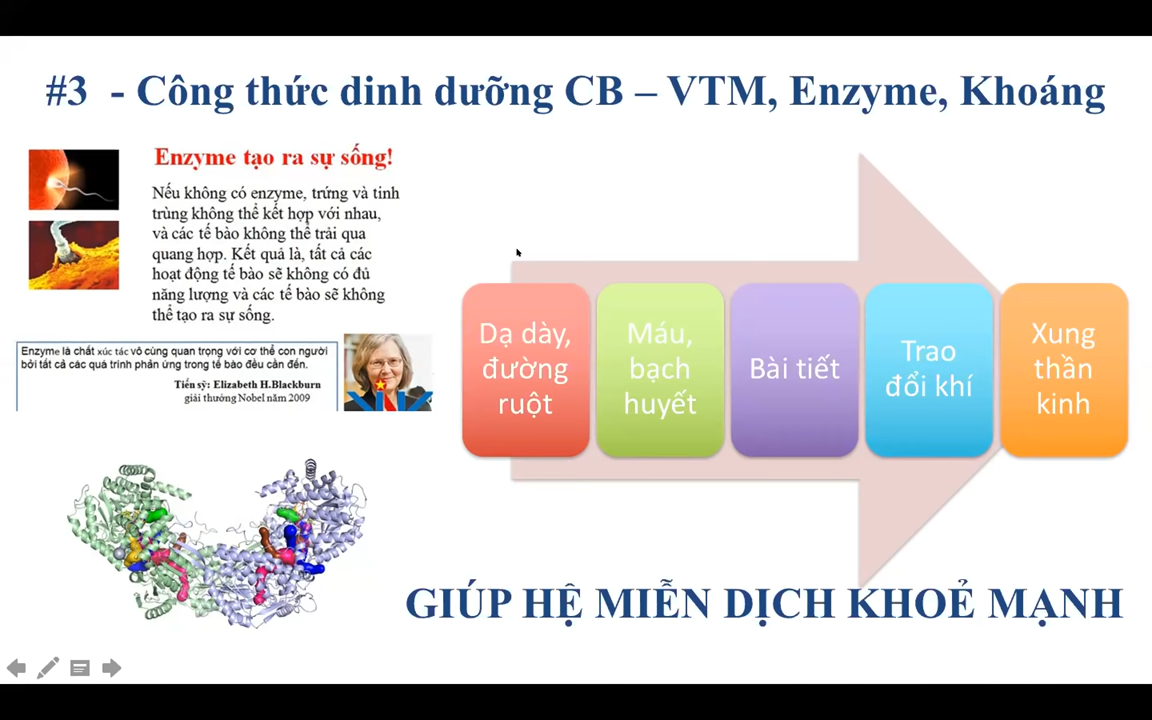 #3 - Công thức dinh dưỡng CB – VTM, Enzyme, Khoáng
Enzyme tạo ra sự sống!
Nếu không có enzyme, trứng và tinh
trùng không thể kết hợp với nhau,
và các tế bào không thể trải qua
quang hợp. Kết quả là, tất cả các
hoạt động tế bào sẽ không có đủ
năng lượng và các tế bào sẽ không
thể tạo ra sự sống.
Enzyme là chất xúc tác vô cùng quan trọng với cơ thể con người
bởi tất cả các quá trình phản ứng trong tế bào đều cần đến.
Tiến sỹ: Elizabeth H.Blackburn
giải thưởng Nobel năm 2009
Dạ dày,
đường
ruột
Máu,
bạch
huyết
Bài tiết
Trao
đổi khí
Xung
thần
kinh
GIÚP HỆ MIỄN DỊCH KHOẺ MẠNH